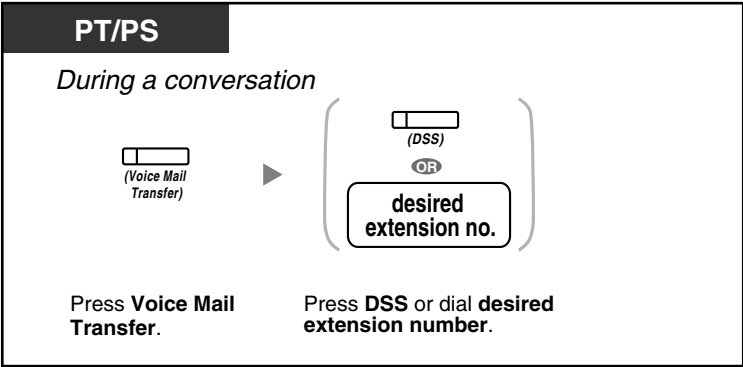 PT/PS
During a conversation
(Voice Mail
Transfer)
(DSS)
OR
desired
extension no.
Press Voice Mail
Transfer.
Press DSS or dial desired
extension number.